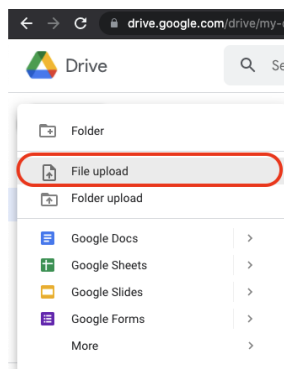 drive.google.com/drive/my-
Drive
Folder
File upload
Folder upload
Google Docs
Google Sheets
Google Slides
Google Forms
More